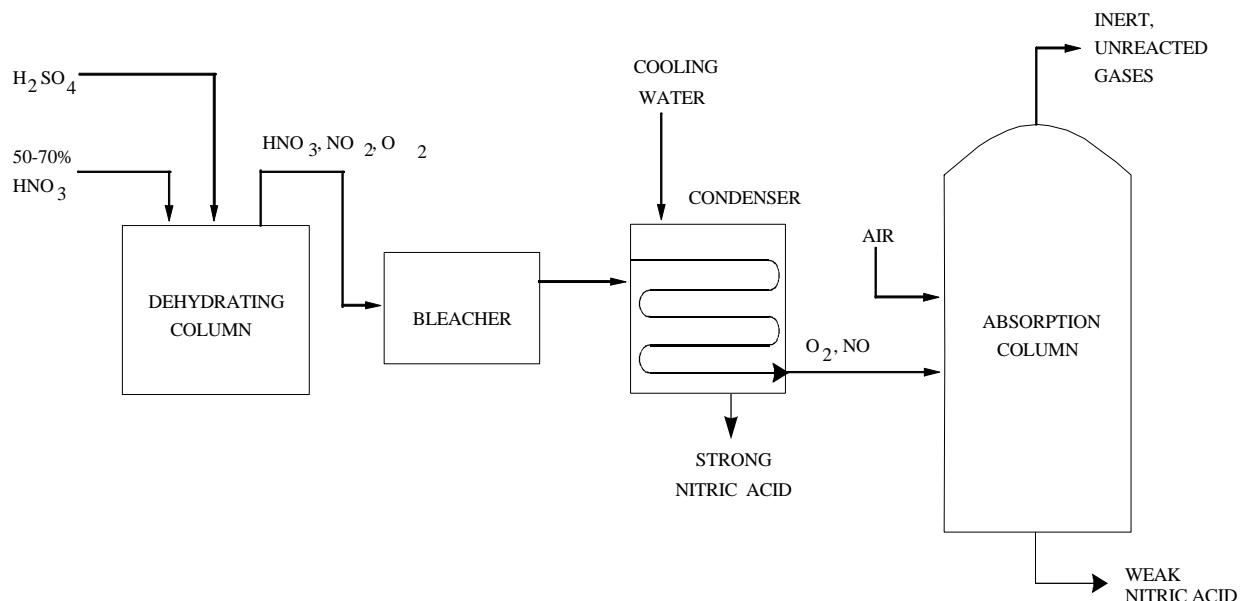 INERT,
UNREACTED
GASES
H2SO4
COOLING
WATER
50-70%
HNO3
HNO3, NO2, O2
CONDENSER
AIR
DEHYDRATING
COLUMN
BLEACHER
ABSORPTION
COLUMN
O2, NO
STRONG
NITRIC ACID
WEAK
NITRIC ACID